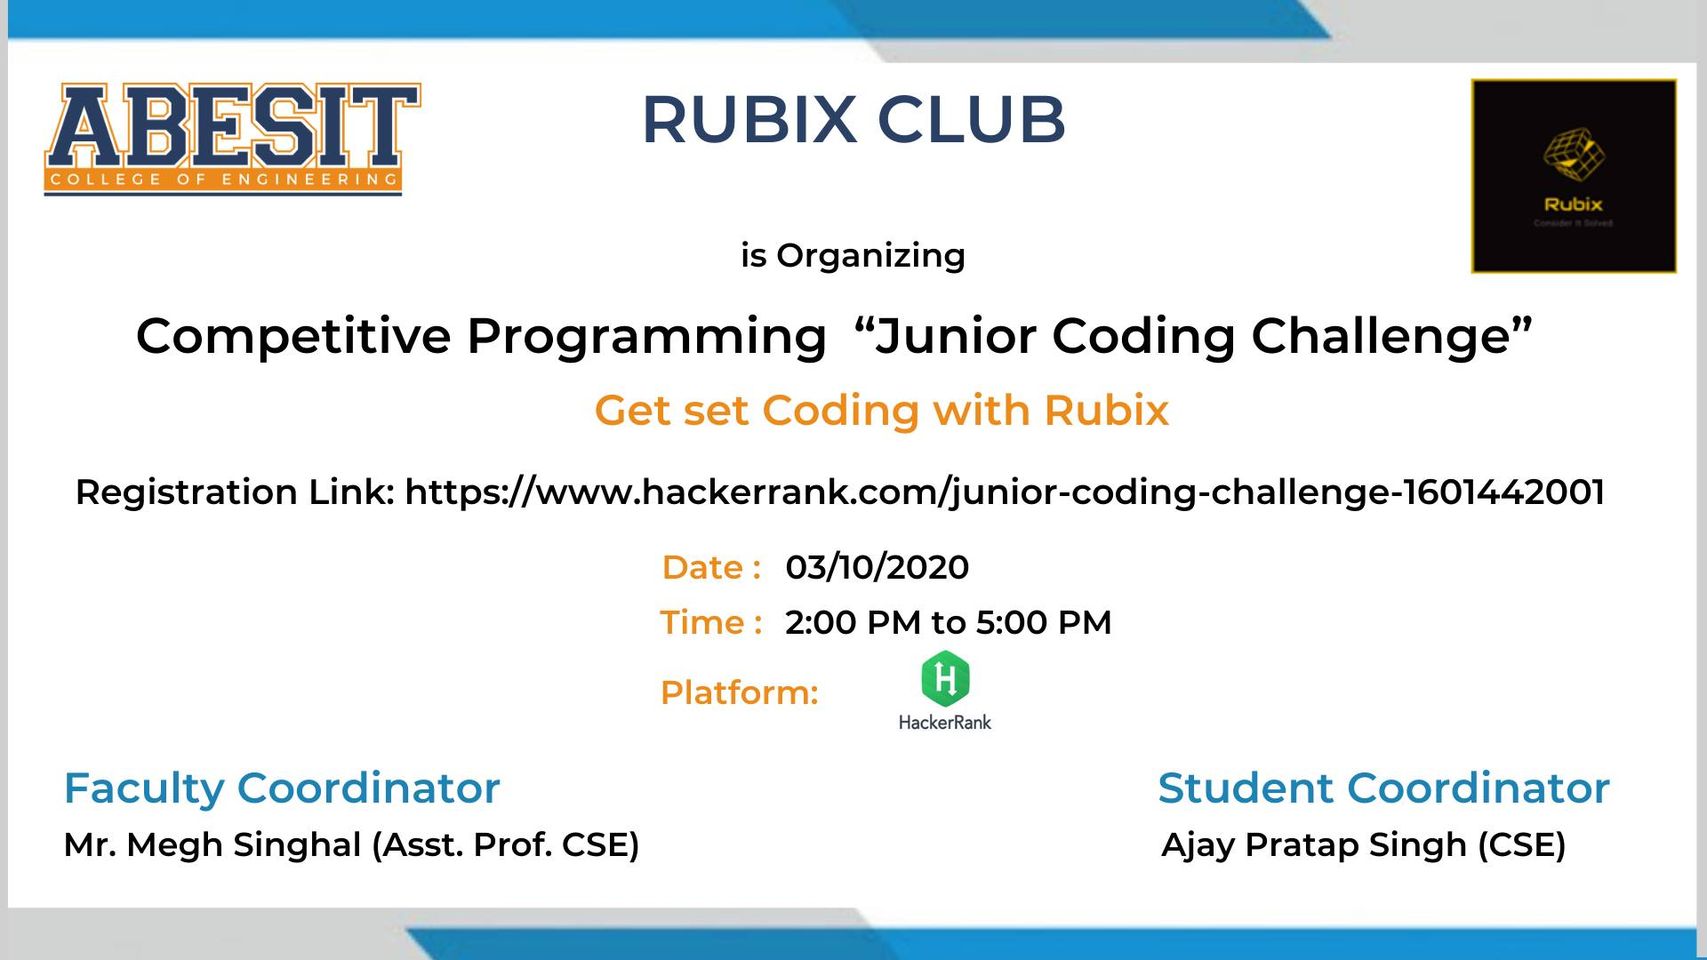 ABESIT
COLLEGE OF ENGINEERING
RUBIX CLUB
Rubix
Consider It Solved
is Organizing
Competitive Programming “Junior Coding Challenge”
Get set Coding with Rubix
Registration Link: https://www.hackerrank.com/junior-coding-challenge-1601442001
Date : 03/10/2020
Time : 2:00 PM to 5:00 PM
Platform:
H
HackerRank
Faculty Coordinator
Mr. Megh Singhal (Asst. Prof. CSE)
Student Coordinator
Ajay Pratap Singh (CSE)